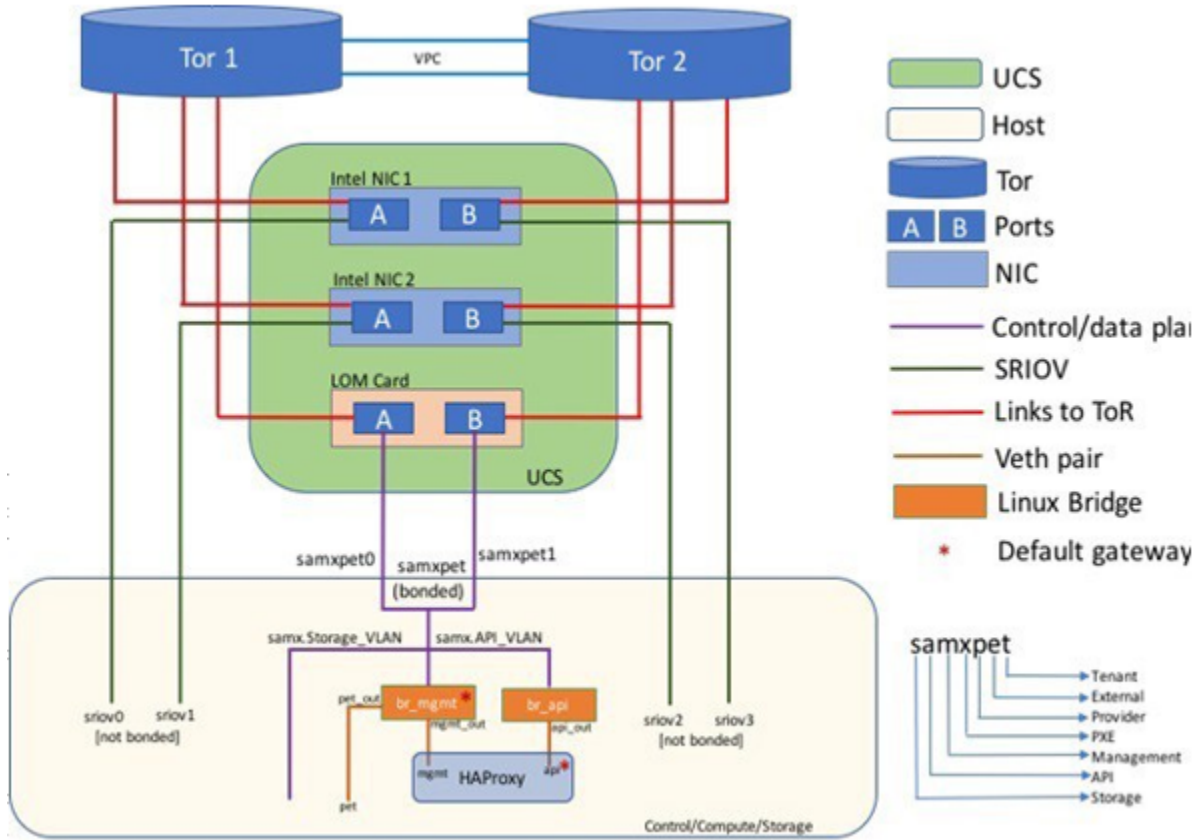 Tor 1
VPC
Tor 2
Intel NIC 1
A
B
Intel NIC 2
A
B
LOM Card
A
B
UCS
samxpet0
samxpet
samxpet1
(bonded)
samx.Storage_VLAN
samx.API_VLAN
pet_out
br_mgmt*
br_api
mgmt_out
api_out
sriov0
sriov1
[not bonded]
sriov2
sriov3
[not bonded]
mgmt
HAProxy
api*
pet
Control/Compute/Storage
UCS
Host
Tor
A
B
Ports
NIC
Control/data plan
SRIOV
Links to ToR
Veth pair
Linux Bridge
* Default gateway
samxpet
Tenant
External
Provider
PXE
Management
API
Storage